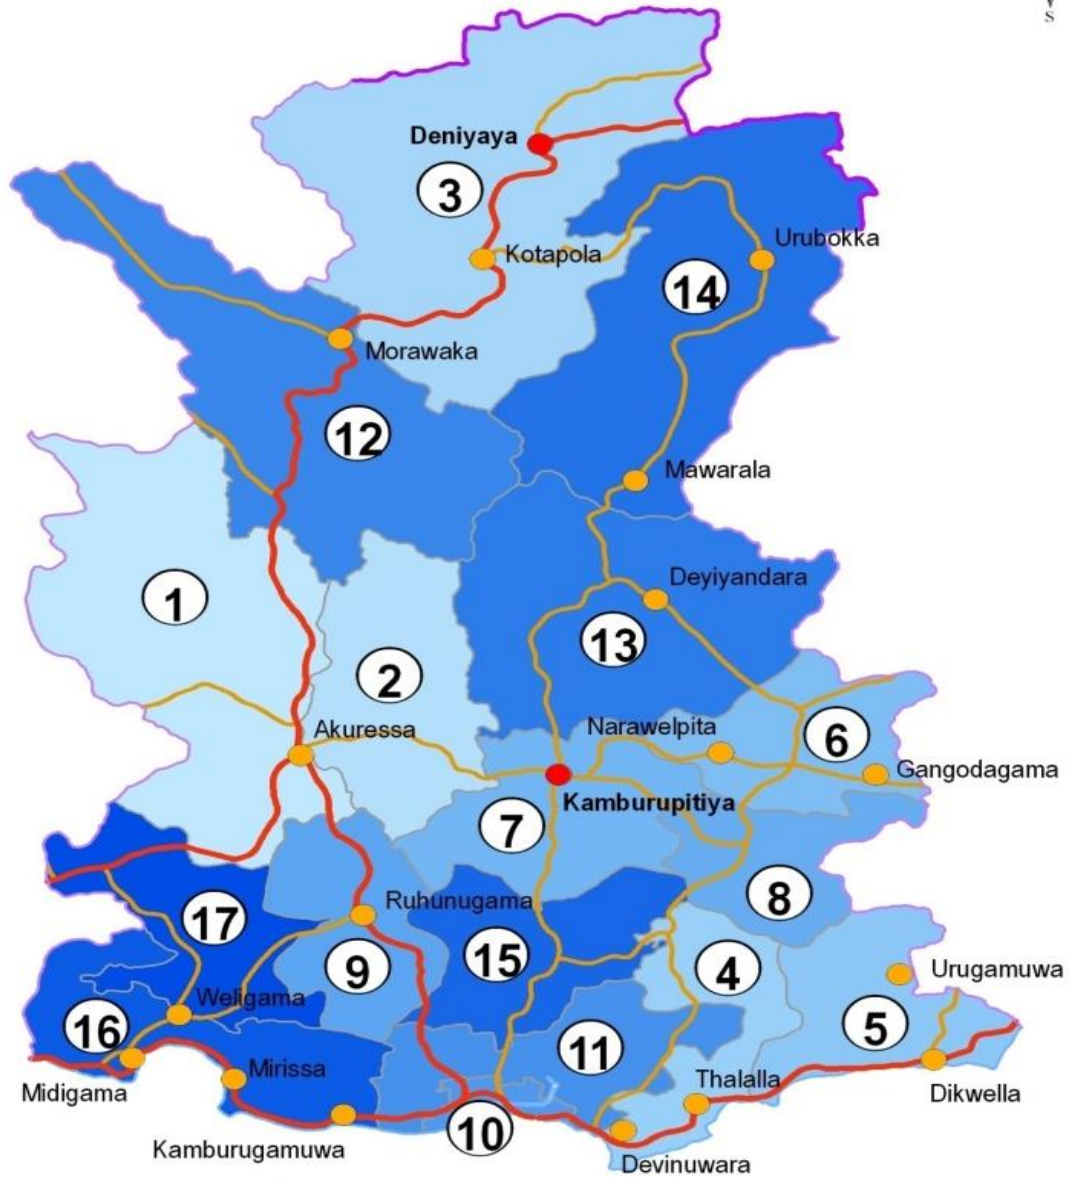 S
Deniyaya
3
Kotapola
Urubokka
14
Morawaka
12
Mawarala
1
Deyiyandara
13
2
Akuressa
Narawelpita
6
Gangodagama
Kamburupitiya
7
8
Ruhunugama
17
15
9
4
Urugamuwa
Weligama
16
5
11
Mirissa
Midigama
Thalalla
Dikwella
10
Kamburugamuwa
Devinuwara